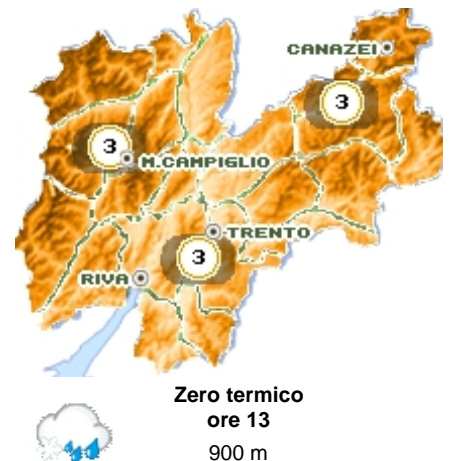 CANAZEI
3
3
M.CAMPIGLIO
TRENTO
3
RIVA
Zero termico
ore 13
900 m